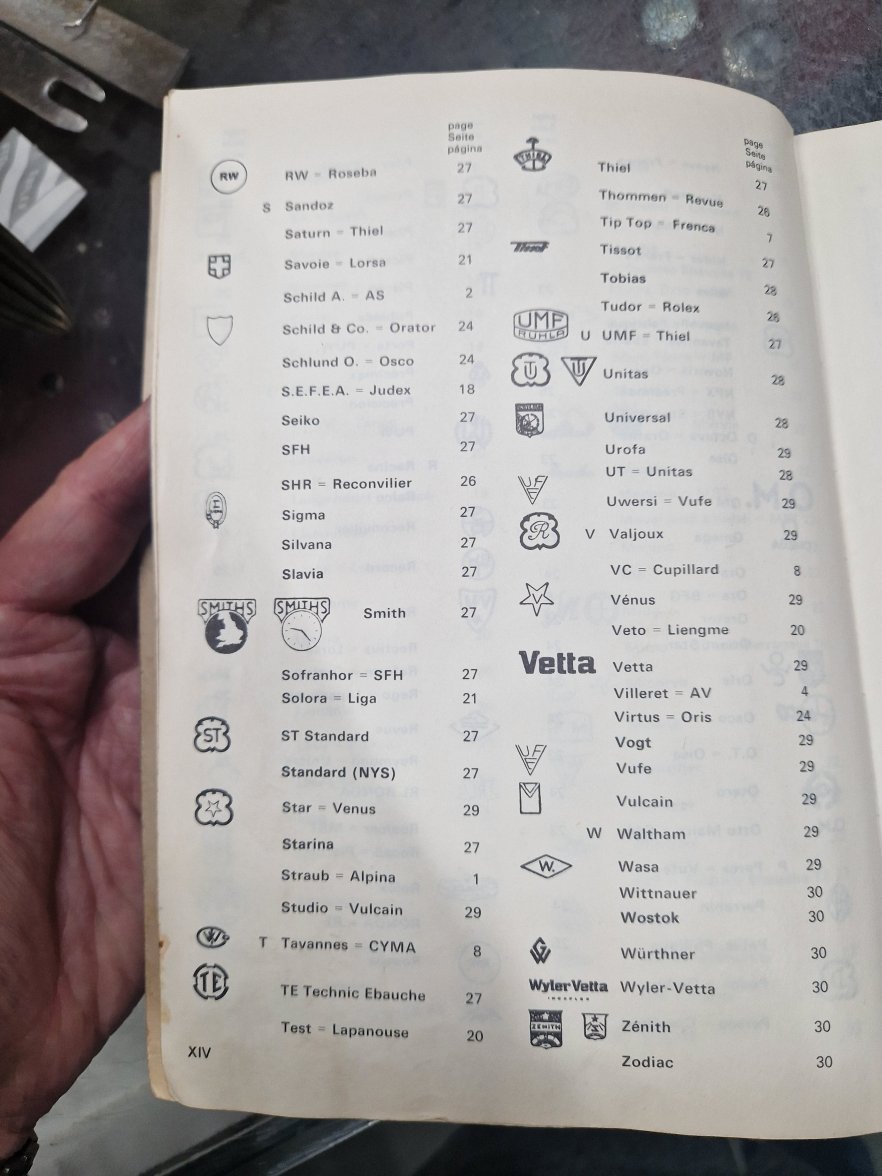 page
Seite
página
RW RW = Roseba 27
S Sandoz 27
Saturn = Thiel 27
Savoie = Lorsa 21
Schild A. = AS 2
Schild & Co. = Orator 24
Schlund O. = Osco 24
S.E.F.E.A. = Judex 18
Seiko 27
SFH 27
SHR = Reconvilier 26
Sigma 27
Silvana 27
Slavia 27
SMITHS SMITHS Smith 27
Sofranhor = SFH 27
Solora = Liga 21
ST ST Standard 27
Standard (NYS) 27
Star = Venus 29
Starina 27
Straub = Alpina 1
Studio = Vulcain 29
T Tavannes = CYMA 8
TE TE Technic Ebauche 27
Test = Lapanouse 20
XIV
page
Seite
página
THIEL Thiel 27
Thommen = Revue 26
Tip Top = Frenca 7
Tissot Tissot 27
Tobias 28
Tudor = Rolex 26
UMF RUHLA U UMF = Thiel 27
UT UT Unitas 28
Universal 28
Urofa 29
UT = Unitas 28
VUFE Uwersi = Vufe 29
R V Valjoux 29
VC = Cupillard 8
V Vénus 29
Veto = Liengme 20
Vetta Vetta 29
Villeret = AV 4
Virtus = Oris 24
Vogt 29
VUFE Vufe 29
Vulcain 29
W Waltham 29
W. Wasa 29
Wittnauer 30
Wostok 30
Würthner 30
Wyler Vetta Wyler-Vetta 30
ZENITH Zénith 30
Zodiac 30